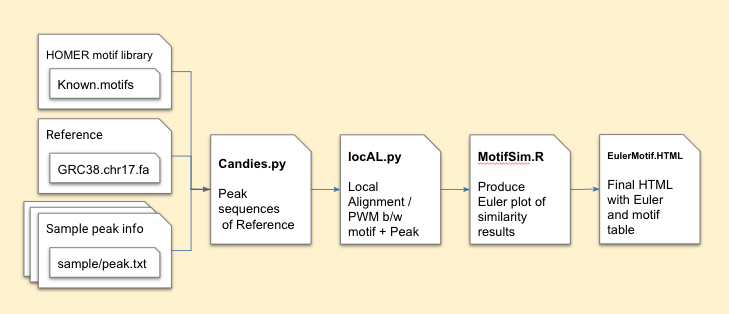 HOMER motif library
Known.motifs
Reference
GRC38.chr17.fa
Sample peak info
sample/peak.txt
Candies.py
Peak
sequences
of Reference
locAL.py
Local
Alignment /
PWM b/w
motif + Peak
MotifSim.R
Produce
Euler plot of
similarity
results
EulerMotif.HTML
Final HTML
with Euler
and motif
table